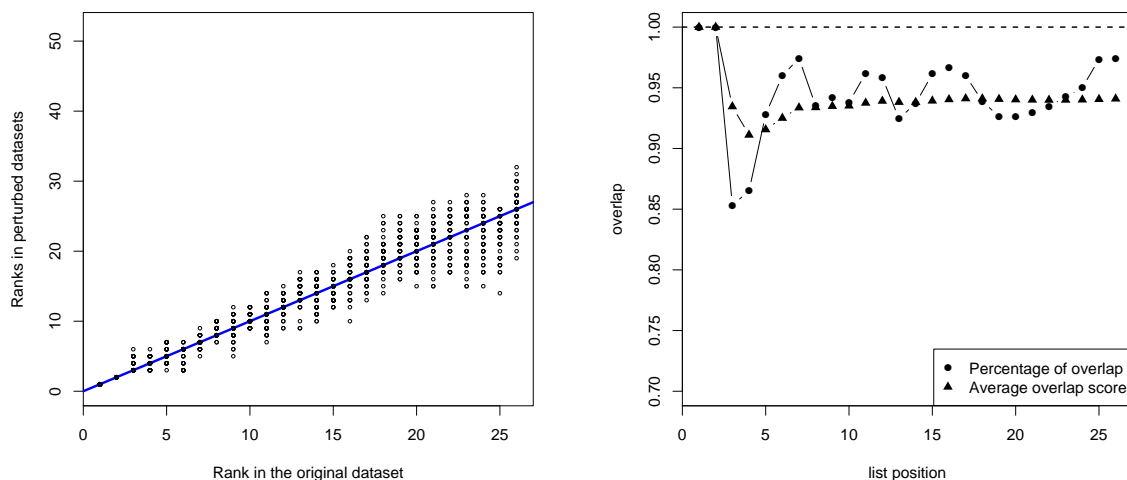 0 10 20 30 40 50
Ranks in perturbed datasets
0 5 10 15 20 25
Rank in the original dataset
0.70 0.75 0.80 0.85 0.90 0.95 1.00
overlap
0 5 10 15 20 25
list position
Percentage of overlap
Average overlap score